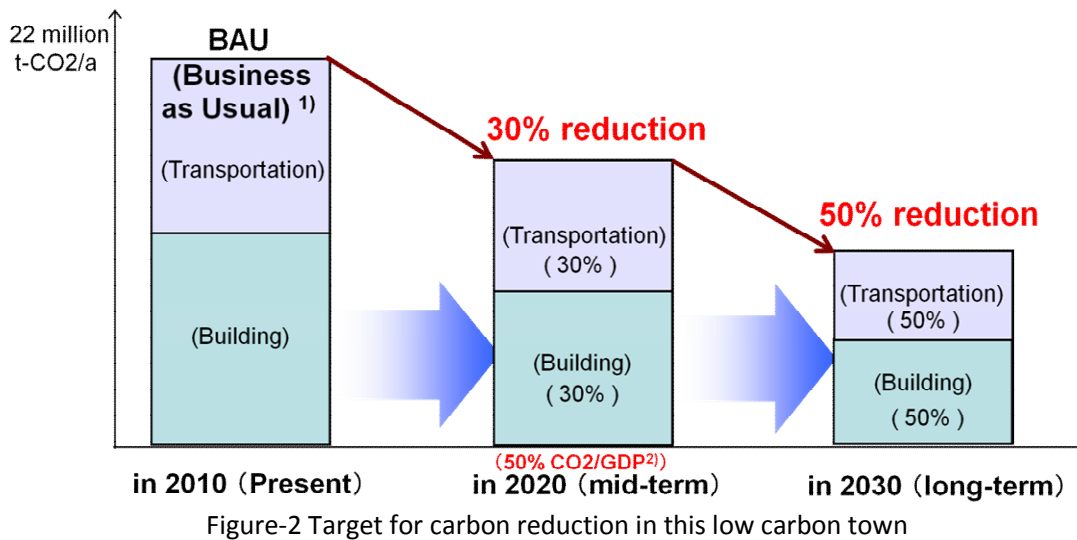 22 million
t-CO2/a
BAU
(Business
as Usual) 1)
(Transportation)
(Building)
30% reduction
(Transportation)
( 30% )
(Building)
( 30% )
50% reduction
(Transportation)
( 50% )
(Building)
( 50% )
(50% CO2/GDP2))
in 2010 (Present)
in 2020 (mid-term)
in 2030 (long-term)
Figure-2 Target for carbon reduction in this low carbon town